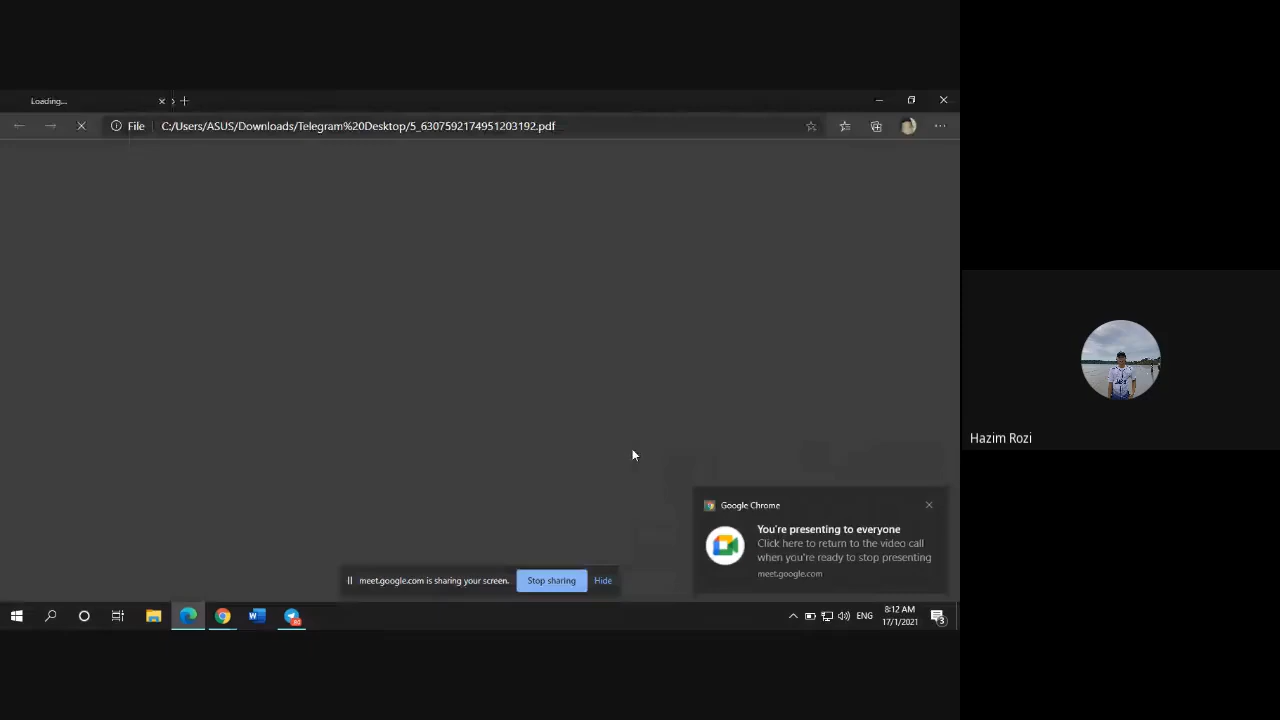 Loading...
File
C:/Users/ASUS/Downloads/Telegram%20Desktop/5_6307592174951203192.pdf
Hazim Rozi
Google Chrome
You're presenting to everyone
Click here to return to the video call
when you're ready to stop presenting
meet.google.com
meet.google.com is sharing your screen.
Stop sharing
Hide
ENG
8:12 AM
17/1/2021
3